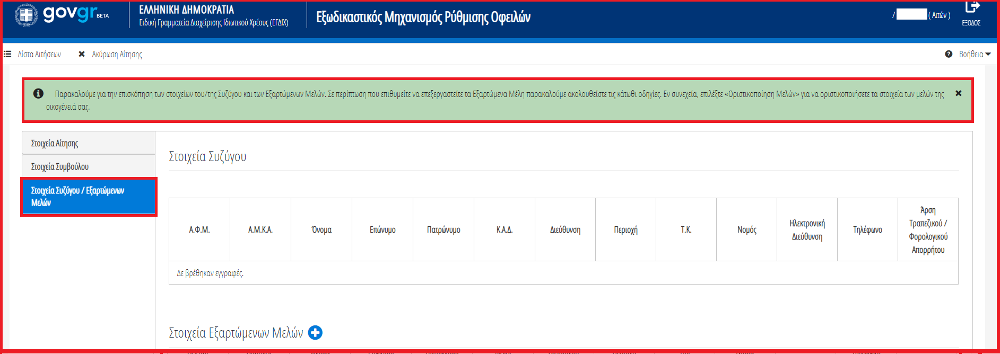 govgr BETA
ΕΛΛΗΝΙΚΗ ΔΗΜΟΚΡΑΤΙΑ
Ειδική Γραμματεία Διαχείρισης Ιδιωτικού Χρέους (ΕΓΔΙΧ)
Εξωδικαστικός Μηχανισμός Ρύθμισης Οφειλών
/ ( Αιτών )
ΕΞΟΔΟΣ
Λίστα Αιτήσεων
Ακύρωση Αίτησης
Βοήθεια
Παρακαλούμε για την επισκόπηση των στοιχείων του/της Συζύγου και των Εξαρτώμενων Μελών. Σε περίπτωση που επιθυμείτε να επεξεργαστείτε τα Εξαρτώμενα Μέλη παρακαλούμε ακολουθείστε τις κάτωθι οδηγίες. Εν συνεχεία, επιλέξτε «Οριστικοποίηση Μελών» για να οριστικοποιήσετε τα στοιχεία των μελών της
οικογένειά σας.
Στοιχεία Αίτησης
Στοιχεία Συμβούλου
Στοιχεία Συζύγου / Εξαρτώμενων
Μελών
Στοιχεία Συζύγου
Α.Φ.Μ.
Α.Μ.Κ.Α.
Όνομα
Επώνυμο
Πατρώνυμο
Κ.Α.Δ.
Διεύθυνση
Περιοχή
Τ.Κ.
Νομός
Ηλεκτρονική
Διεύθυνση
Τηλέφωνο
Άρση
Τραπεζικού /
Φορολογικού
Απορρήτου
Δε βρέθηκαν εγγραφές.
Στοιχεία Εξαρτώμενων Μελών